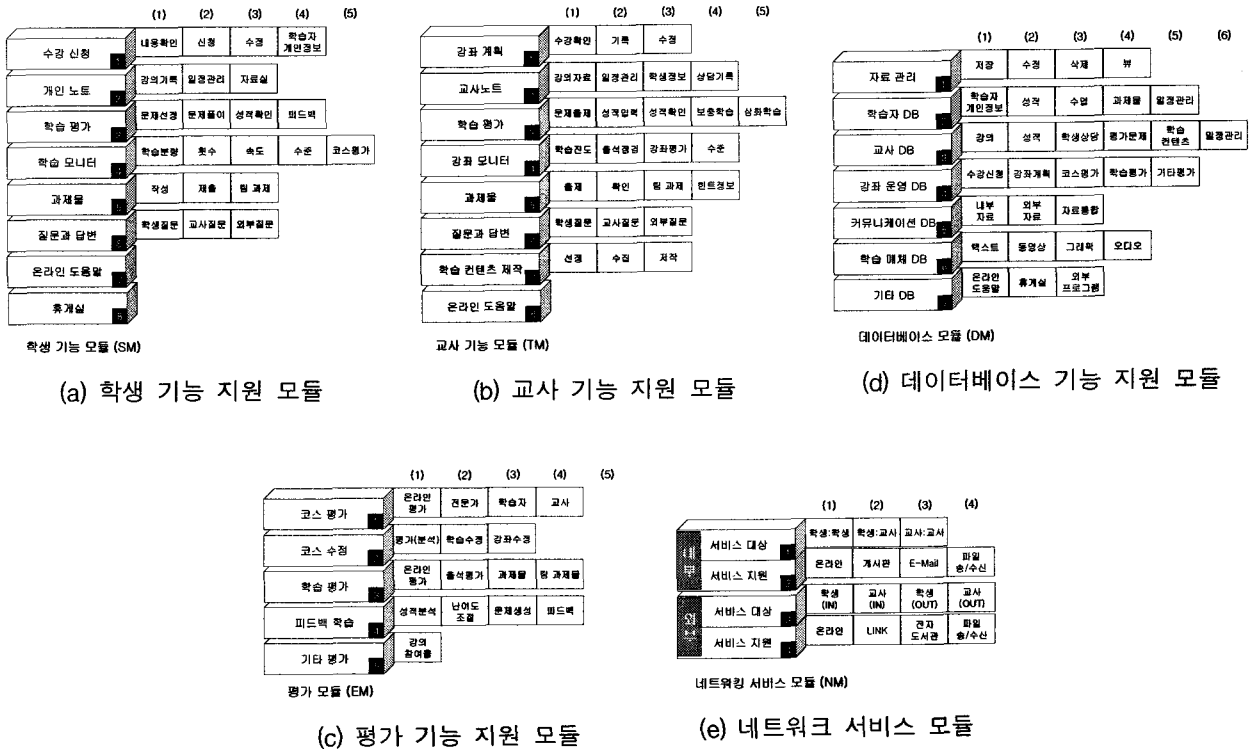 (1) (2) (3) (4) (5)
수강 신청 내용확인 신청 수정 학습자 개인정보
개인 노트 강의기록 일정관리 자료실
학습 평가 문제선정 문제풀이 성적확인 피드백
학습 모니터 학습분량 횟수 속도 수준 코스평가
과제물 작성 제출 팀 과제
질문과 답변 학생질문 교사질문 외부질문
온라인 도움말
휴게실
학생 기능 모듈 (SM)
(a) 학생 기능 지원 모듈
(1) (2) (3) (4) (5)
강좌 계획 수강확인 기록 수정
교사노트 강의자료 일정관리 학생정보 상담기록
학습 평가 문제출제 성적입력 성적확인 보충학습 심화학습
강좌 모니터 학습진도 출석점검 강좌평가 수준
과제물 출제 확인 팀 과제 힌트정보
질문과 답변 학생질문 교사질문 외부질문
학습 컨텐츠 제작 선정 수집 저작
온라인 도움말
교사 기능 모듈 (TM)
(b) 교사 기능 지원 모듈
(1) (2) (3) (4) (5) (6)
자료 관리 저장 수정 삭제 뷰
학습자 DB 학습자 개인정보 성적 수업 과제물 일정관리
교사 DB 강의 성적 학생상담 평가문제 학습 컨텐츠 일정관리
강좌 운영 DB 수강신청 강좌계획 코스평가 학습평가 기타평가
커뮤니케이션 DB 내부 자료 외부 자료 자료통합
학습 매체 DB 텍스트 동영상 그래픽 오디오
기타 DB 온라인 도움말 휴게실 외부 프로그램
데이터베이스 모듈 (DM)
(d) 데이터베이스 기능 지원 모듈
(1) (2) (3) (4) (5)
코스 평가 온라인 평가 전문가 학습자 교사
코스 수정 평가(분석) 학습수정 강좌수정
학습 평가 온라인 평가 출석평가 과제물 팀 과제물
피드백 학습 성적분석 난이도 조절 문제생성 피드백
기타 평가 강의 참여율
평가 모듈 (EM)
(c) 평가 기능 지원 모듈
(1) (2) (3) (4)
내부 서비스 대상 학생:학생 학생:교사 교사:교사
서비스 지원 온라인 게시판 E-Mail 파일 송/수신
외부 서비스 대상 학생 (IN) 교사 (IN) 학생 (OUT) 교사 (OUT)
서비스 지원 온라인 LINK 전자 도서관 파일 송/수신
네트워킹 서비스 모듈 (NM)
(e) 네트워크 서비스 모듈